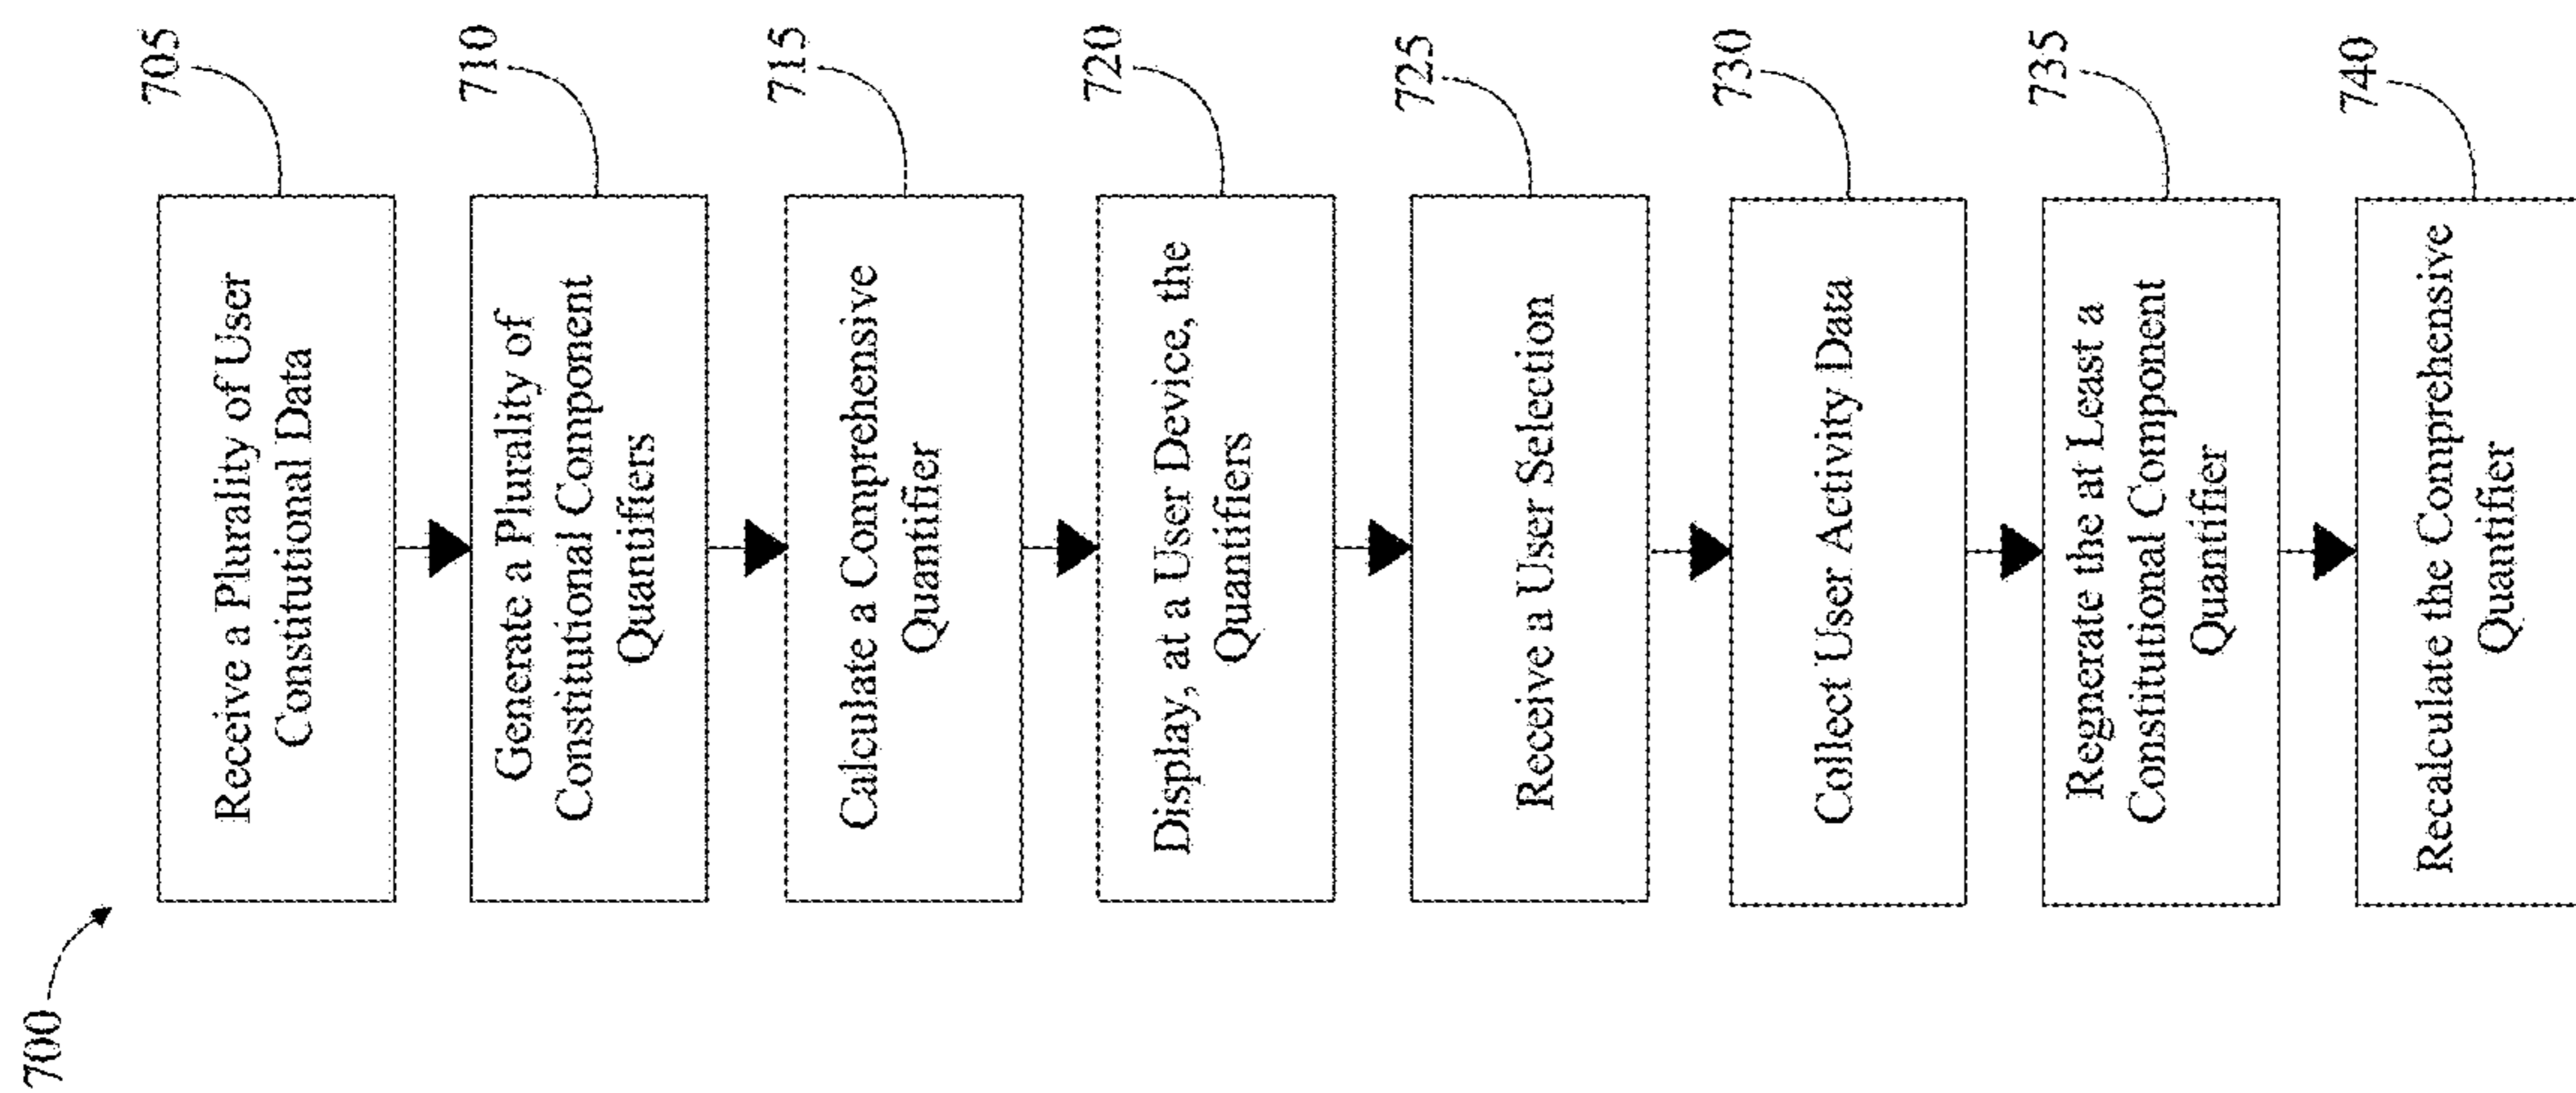 700
705
Receive a Plurality of User
Constitutional Data
710
Generate a Plurality of
Constitutional Component
Quantifiers
715
Calculate a Comprehensive
Quantifier
720
Display, at a User Device, the
Quantifiers
725
Receive a User Selection
730
Collect User Activity Data
735
Regnerate the at Least a
Constitutional Component
Quantifier
740
Recalculate the Comprehensive
Quantifier